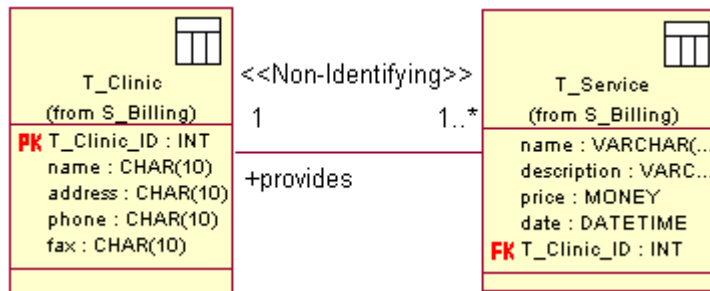 T_Clinic
(from S_Billing)
PK T_Clinic_ID : INT
name : CHAR(10)
address : CHAR(10)
phone : CHAR(10)
fax : CHAR(10)
<<Non-Identifying>>
1 1..*
+provides
T_Service
(from S_Billing)
name : VARCHAR(...
description : VARC...
price : MONEY
date : DATETIME
FK T_Clinic_ID : INT